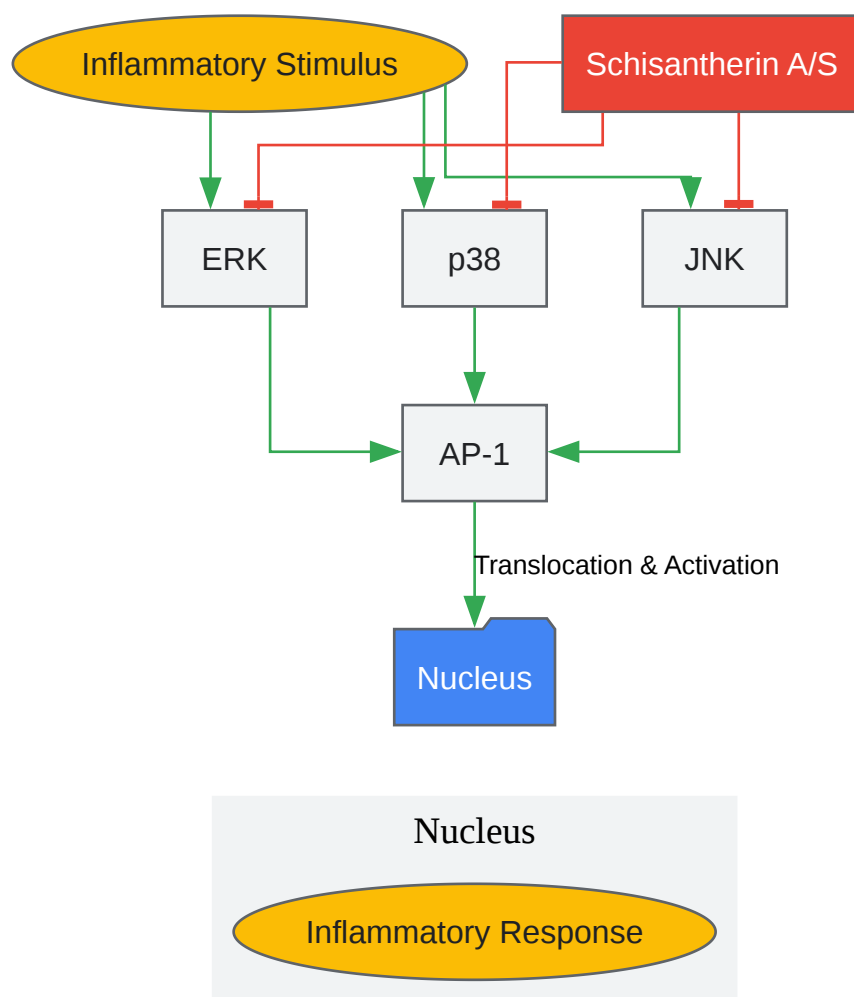 Inflammatory Stimulus
Schisantherin A/S
ERK
p38
JNK
AP-1
Translocation & Activation
Nucleus
Nucleus
Inflammatory Response